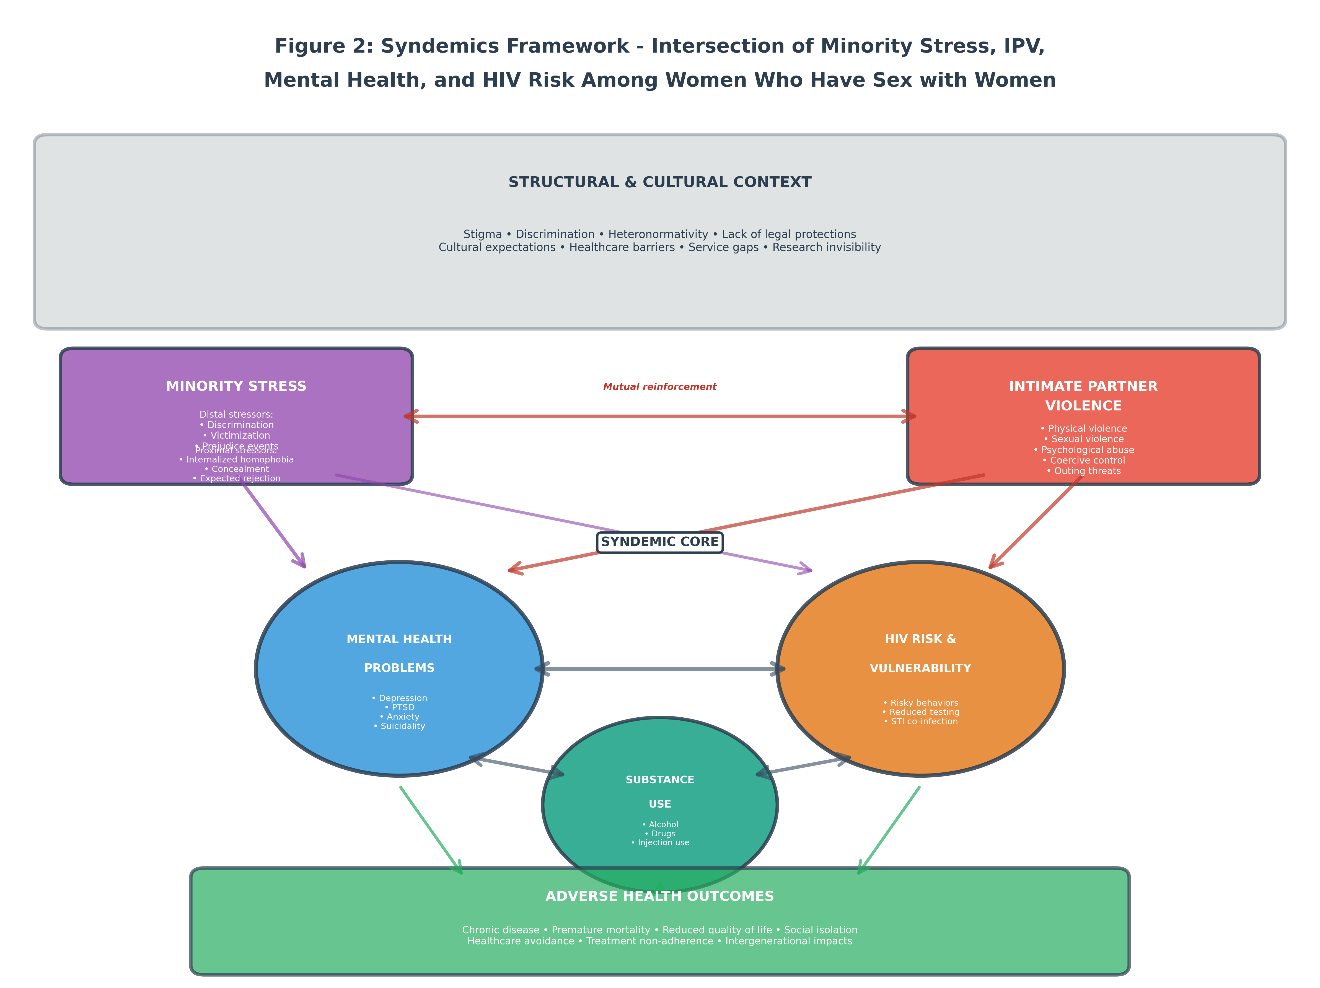 Figure 2: Syndemics Framework - Intersection of Minority Stress, IPV,
Mental Health, and HIV Risk Among Women Who Have Sex with Women
STRUCTURAL & CULTURAL CONTEXT
Stigma • Discrimination • Heteronormativity • Lack of legal protections
Cultural expectations • Healthcare barriers • Service gaps • Research invisibility
MINORITY STRESS
Distal stressors:
• Discrimination
• Victimization
• Prejudice events
Proximal stressors:
• Internalized homophobia
• Concealment
• Expected rejection
Mutual reinforcement
INTIMATE PARTNER
VIOLENCE
• Physical violence
• Sexual violence
• Psychological abuse
• Coercive control
• Outing threats
SYNDEMIC CORE
MENTAL HEALTH
PROBLEMS
• Depression
• PTSD
• Anxiety
• Suicidality
HIV RISK &
VULNERABILITY
• Risky behaviors
• Reduced testing
• STI co-infection
SUBSTANCE
USE
• Alcohol
• Drugs
• Injection use
ADVERSE HEALTH OUTCOMES
Chronic disease • Premature mortality • Reduced quality of life • Social isolation
Healthcare avoidance • Treatment non-adherence • Intergenerational impacts